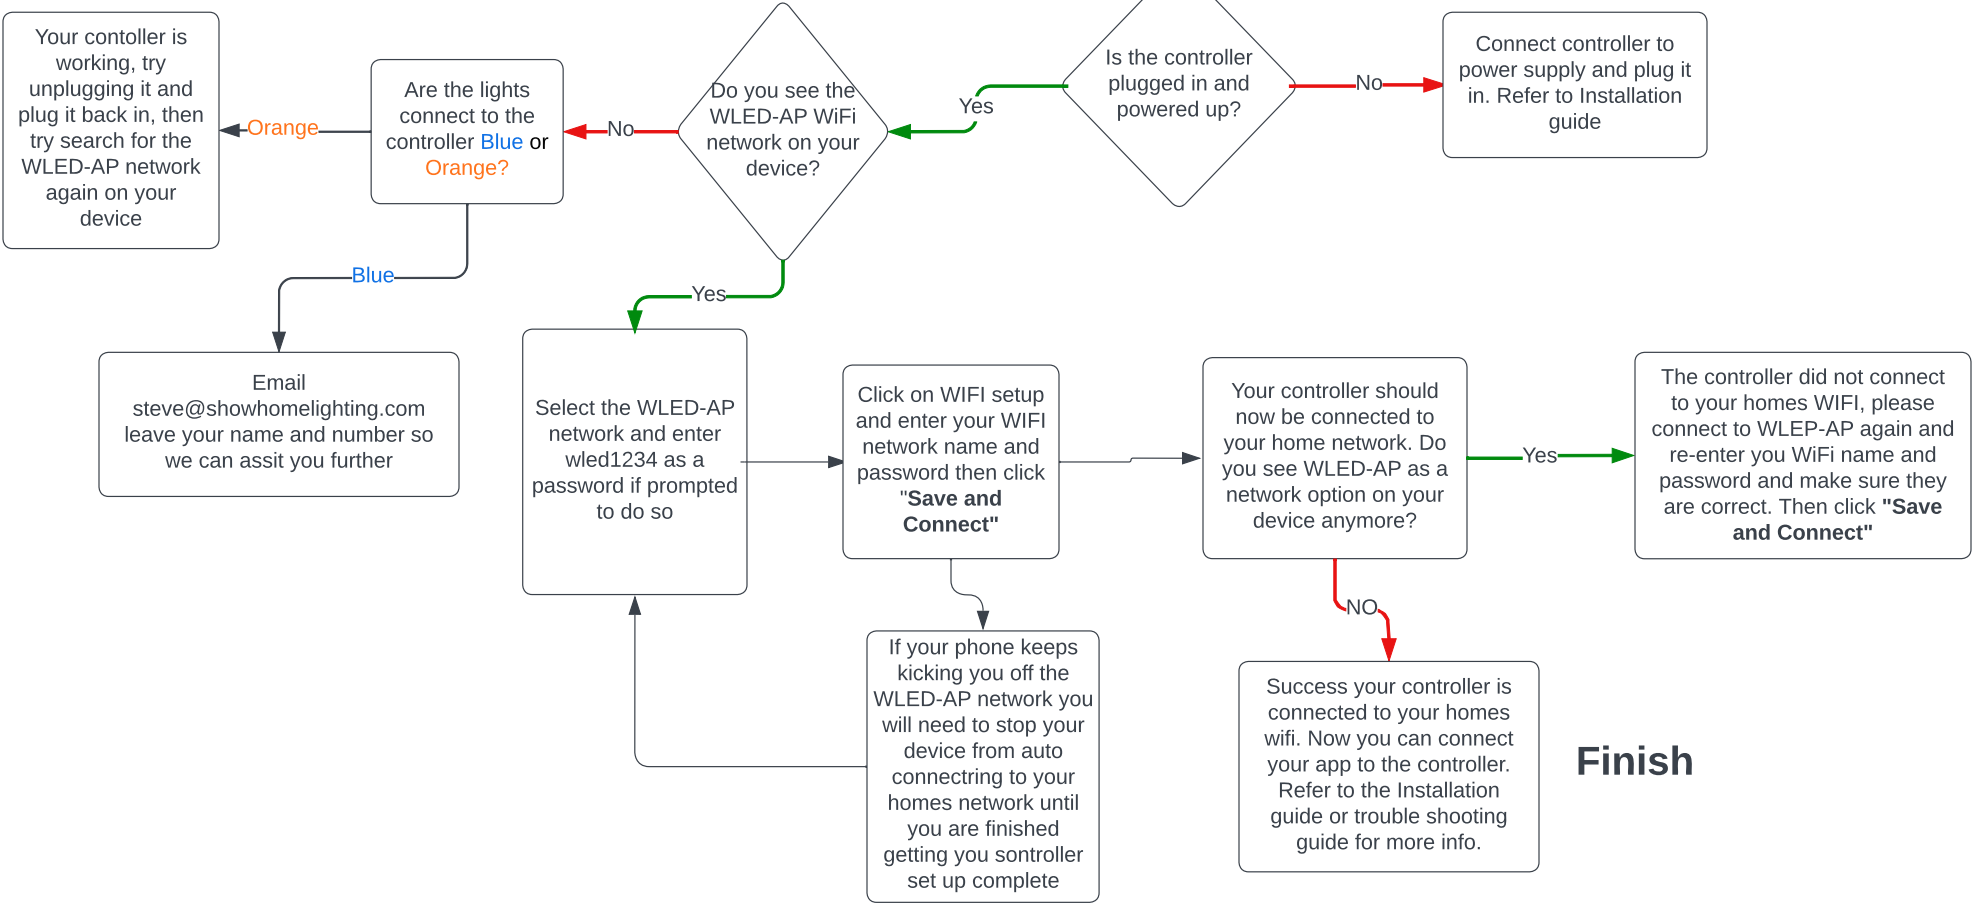 Your contoller is
working, try
unplugging it and
plug it back in, then
try search for the
WLED-AP network
again on your
device
Orange
Are the lights
connect to the
controller Blue or
Orange?
No
Do you see the
WLED-AP WiFi
network on your
device?
Yes
Is the controller
plugged in and
powered up?
No
Connect controller to
power supply and plug it
in. Refer to Installation
guide
Blue
Email
steve@showhomelighting.com
leave your name and number so
we can assit you further
Yes
Select the WLED-AP
network and enter
wled1234 as a
password if prompted
to do so
Click on WIFI setup
and enter your WIFI
network name and
password then click
"Save and
Connect"
Your controller should
now be connected to
your home network. Do
you see WLED-AP as a
network option on your
device anymore?
Yes
The controller did not connect
to your homes WIFI, please
connect to WLEP-AP again and
re-enter you WiFi name and
password and make sure they
are correct. Then click "Save
and Connect"
NO
If your phone keeps
kicking you off the
WLED-AP network you
will need to stop your
device from auto
connectring to your
homes network until
you are finished
getting you sontroller
set up complete
Success your controller is
connected to your homes
wifi. Now you can connect
your app to the controller.
Refer to the Installation
guide or trouble shooting
guide for more info.
Finish